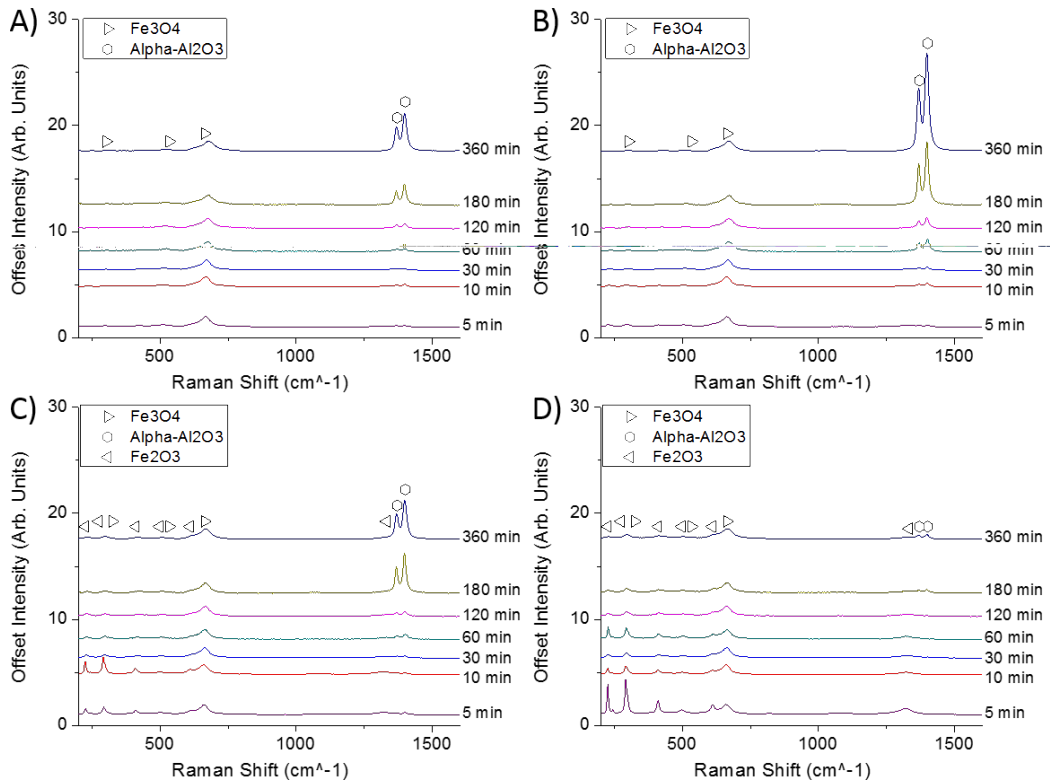 A)
Fe3O4
Alpha-Al2O3
Offset Intensity (Arb. Units)
30
20
10
0
360 min
180 min
120 min
60 min
30 min
10 min
5 min
500
1000
1500
Raman Shift (cm^-1)
B)
Fe3O4
Alpha-Al2O3
Offset Intensity (Arb. Units)
30
20
10
0
360 min
180 min
120 min
60 min
30 min
10 min
5 min
500
1000
1500
Raman Shift (cm^-1)
C)
Fe3O4
Alpha-Al2O3
Fe2O3
Offset Intensity (Arb. Units)
30
20
10
0
360 min
180 min
120 min
60 min
30 min
10 min
5 min
500
1000
1500
Raman Shift (cm^-1)
D)
Fe3O4
Alpha-Al2O3
Fe2O3
Offset Intensity (Arb. Units)
30
20
10
0
360 min
180 min
120 min
60 min
30 min
10 min
5 min
500
1000
1500
Raman Shift (cm^-1)